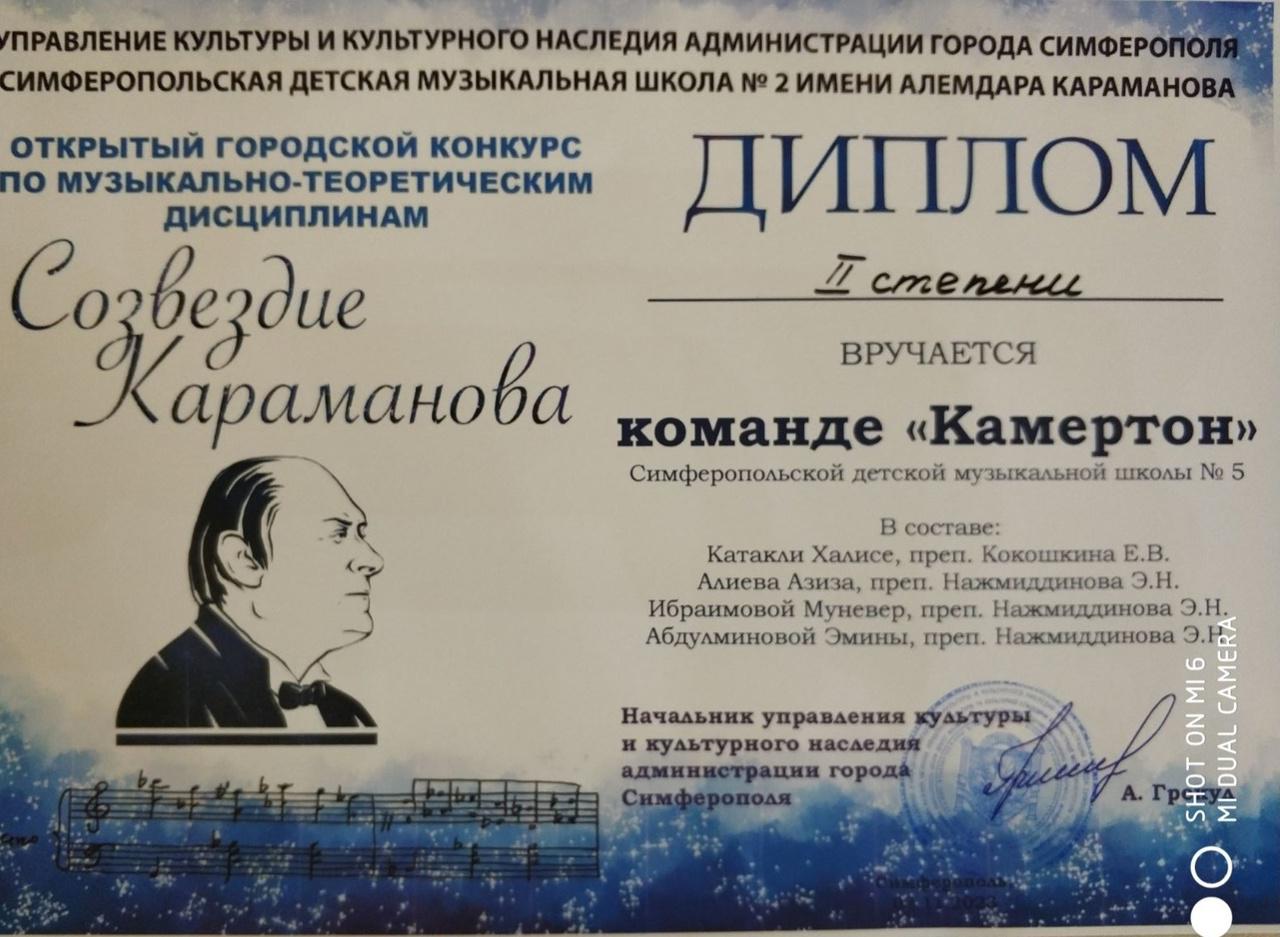 УПРАВЛЕНИЕ КУЛЬТУРЫ И КУЛЬТУРНОГО НАСЛЕДИЯ АДМИНИСТРАЦИИ ГОРОДА СИМФЕРОПОЛЯ
СИМФЕРОПОЛЬСКАЯ ДЕТСКАЯ МУЗЫКАЛЬНАЯ ШКОЛА № 2 ИМЕНИ АЛЕМДАРА КАРАМАНОВА
ОТКРЫТЫЙ ГОРОДСКОЙ КОНКУРС
ПО МУЗЫКАЛЬНО-ТЕОРЕТИЧЕСКИМ
ДИСЦИПЛИНАМ
Созвездие
Караманова
ДИПЛОМ
II степени
ВРУЧАЕТСЯ
команде «Камертон»
Симферопольской детской музыкальной школы № 5
В составе:
Катакли Халисе, преп. Кокошкина Е.В.
Алиева Азиза, преп. Нажмиддинова Э.Н.
Ибраимовой Муневер, преп. Нажмиддинова Э.Н.
Абдулминовой Эмины, преп. Нажмиддинова Э.Н.
Начальник управления культуры
и культурного наследия
администрации города
Симферополя
А.
Симферополь,
SHOT ON MI 6
MI DUAL CAMERA